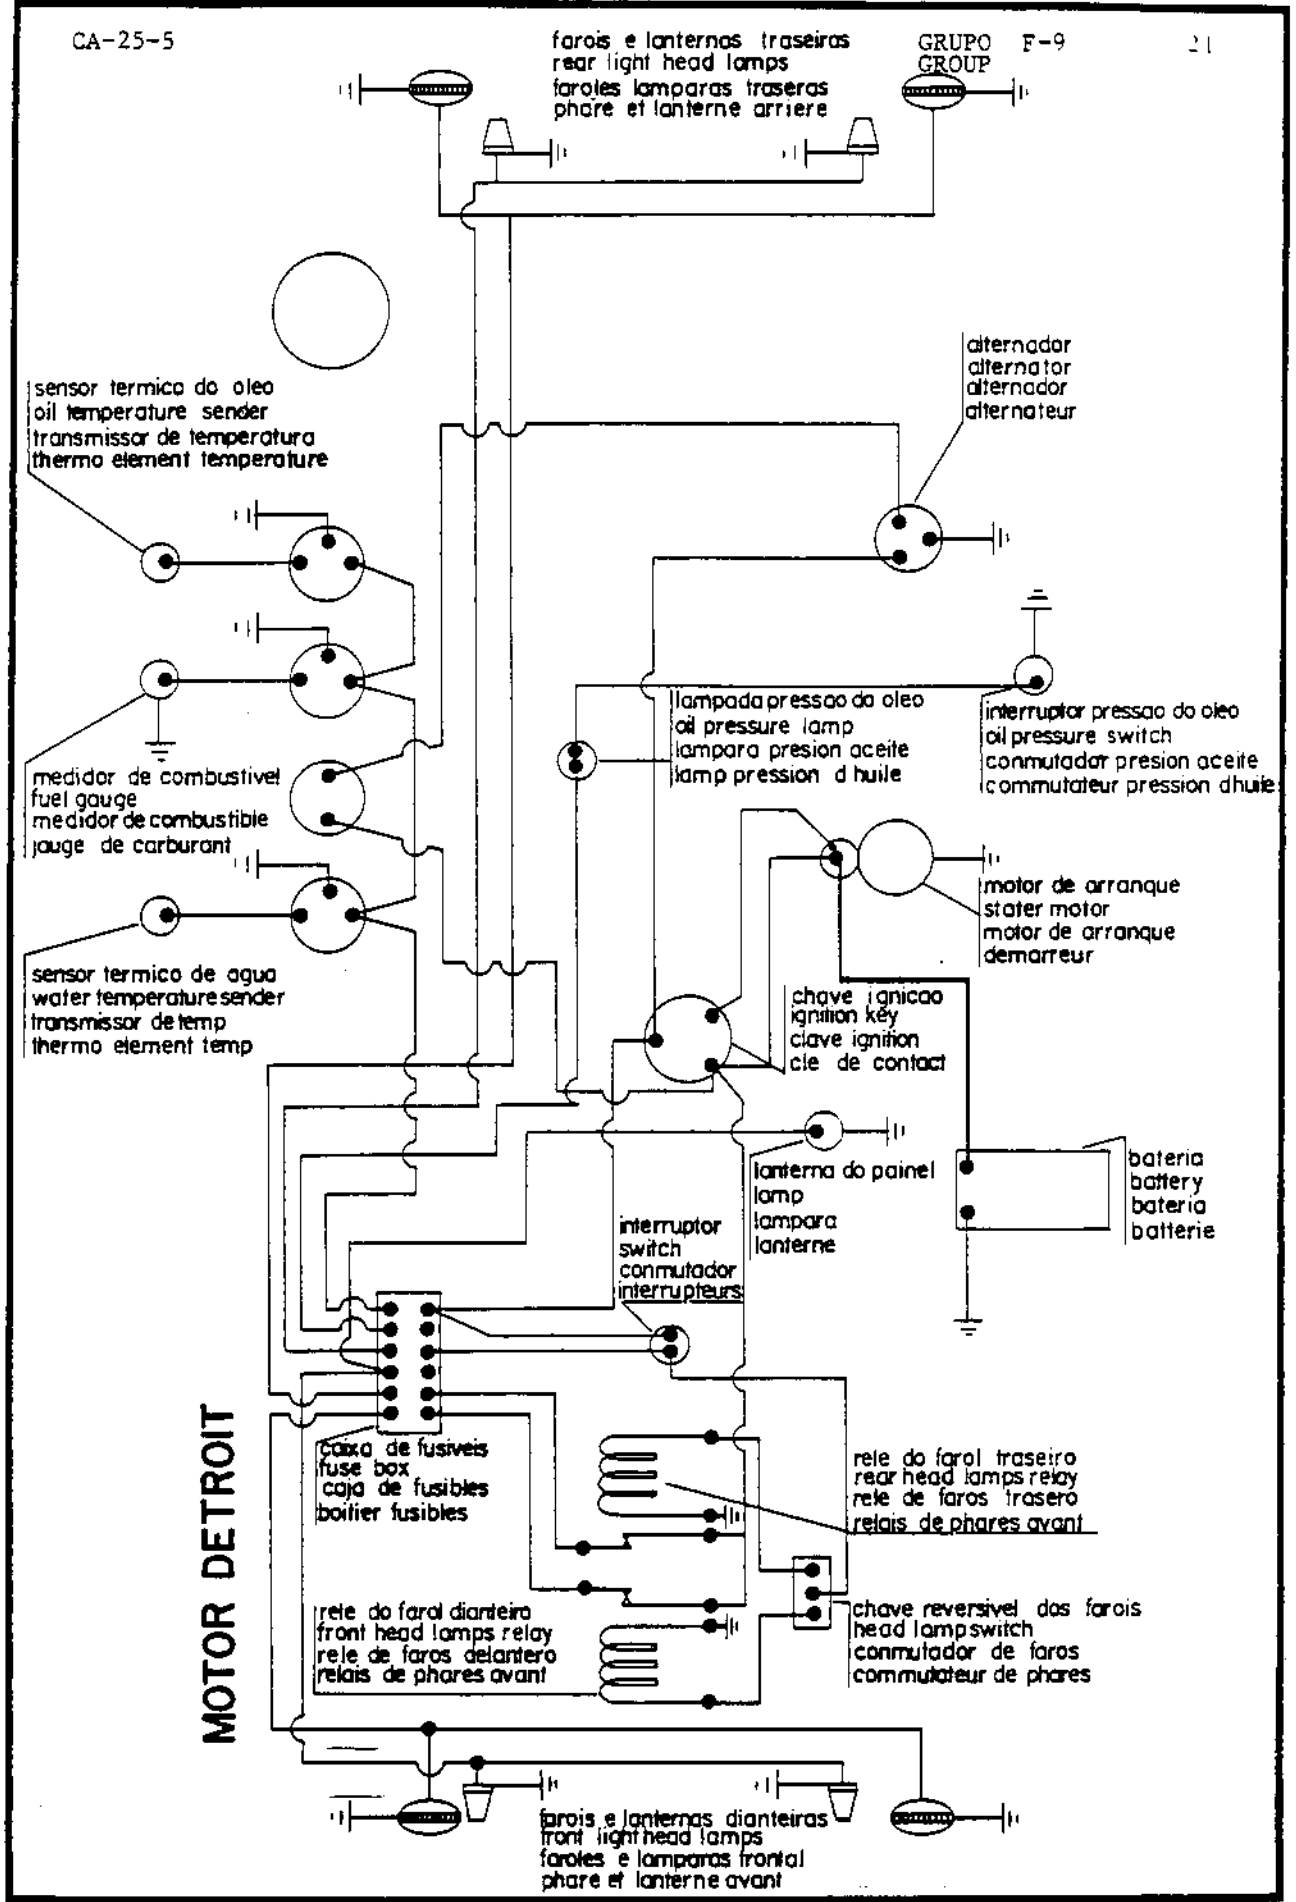 CA-25-5
farois e lanternas traseiras
rear light head lamps
faroles lamparas traseras
phare et lanterne arriere
GRUPO F-9
GROUP
21
alternador
alternator
alternador
alternateur
sensor termico do oleo
oil temperature sender
transmissor de temperatura
thermo element temperature
lampada pressao do oleo
oil pressure lamp
lampara presion aceite
lamp pression d huile
interruptor pressao do oleo
oil pressure switch
conmutador presion aceite
commutateur pression dhuile
medidor de combustivel
fuel gauge
medidor de combustible
jauge de carburant
motor de arranque
stater motor
motor de arranque
demarreur
sensor termico de agua
water temperature sender
transmissor de temp
thermo element temp
chave ignicao
ignition key
clave ignition
cle de contact
lanterna do painel
lamp
lampara
lanterne
bateria
battery
bateria
batterie
interruptor
switch
conmutador
interrupteurs
caixa de fusiveis
fuse box
caja de fusibles
boitier fusibles
MOTOR DETROIT
rele do farol traseiro
rear head lamps relay
rele de faros trasero
relais de phares avant
rele do farol dianteiro
front head lamps relay
rele de faros delantero
relais de phares avant
chave reversivel dos farois
head lampswitch
conmutador de faros
commutateur de phares
farois e lanternas dianteiras
front light head lamps
faroles e lamparas frontal
phare et lanterne avant